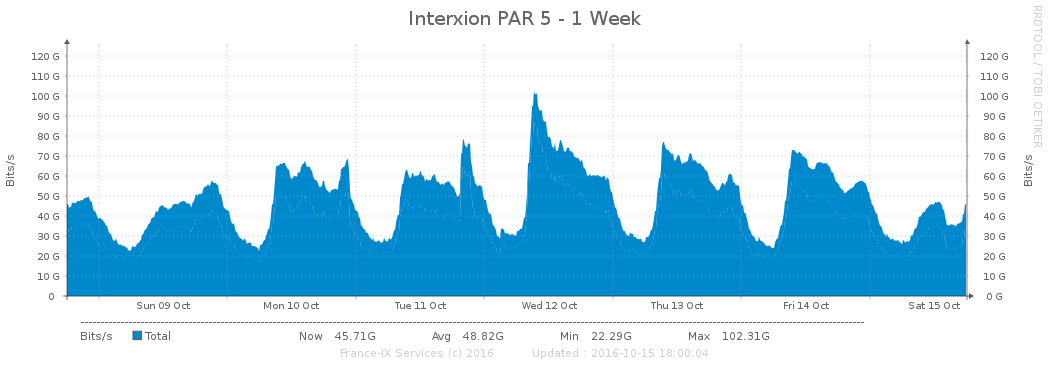 Interxion PAR 5 - 1 Week
RRDTOOL / TOBI OETIKER
Bits/s
Bits/s
120 G 120 G
110 G 110 G
100 G 100 G
90 G 90 G
80 G 80 G
70 G 70 G
60 G 60 G
50 G 50 G
40 G 40 G
30 G 30 G
20 G 20 G
10 G 10 G
0 0 G
Sun 09 Oct Mon 10 Oct Tue 11 Oct Wed 12 Oct Thu 13 Oct Fri 14 Oct Sat 15 Oct
Bits/s Total Now 45.71G Avg 48.82G Min 22.29G Max 102.31G
France-IX Services (c) 2016 Updated : 2016-10-15 18:00:04